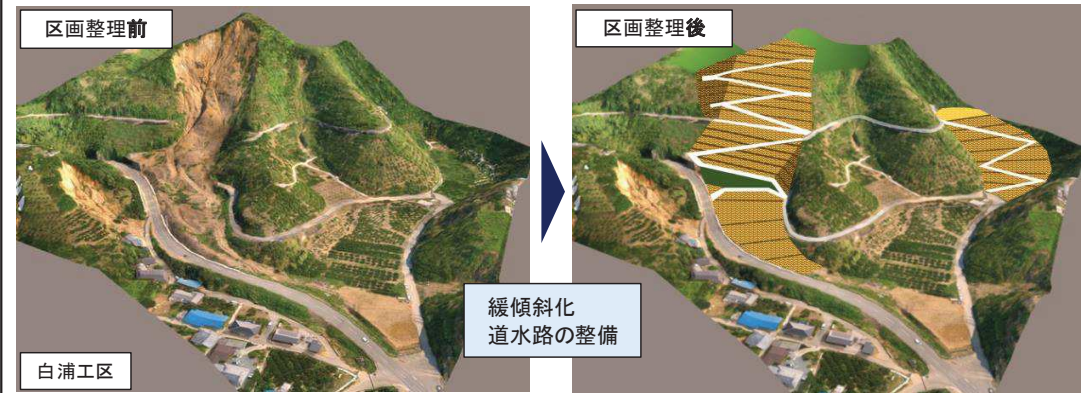 区画整理前
区画整理後
緩傾斜化
道水路の整備
白浦工区